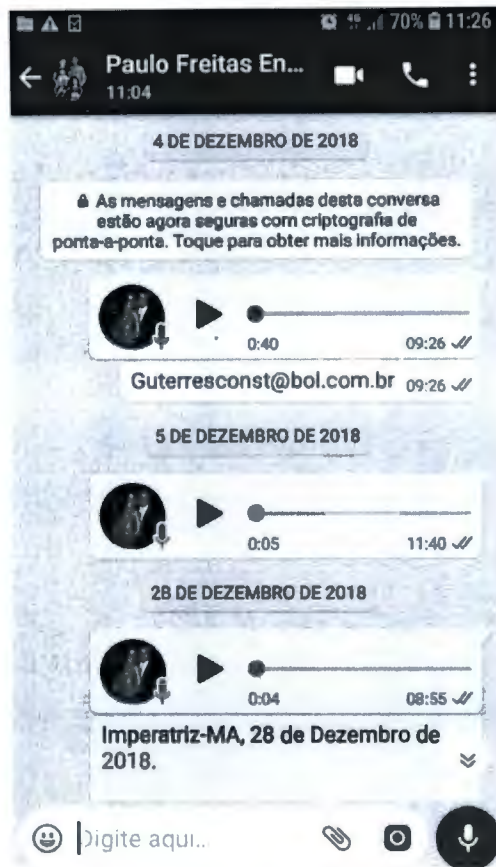 4G 70% 11:26
Paulo Freitas En...
11:04
4 DE DEZEMBRO DE 2018
As mensagens e chamadas desta conversa
estão agora seguras com criptografia de
ponta-a-ponta. Toque para obter mais informações.
0:40 09:26
Guterresconst@bol.com.br 09:26
5 DE DEZEMBRO DE 2018
0:05 11:40
28 DE DEZEMBRO DE 2018
0:04 08:55
Imperatriz-MA, 28 de Dezembro de
2018.
Digite aqui...